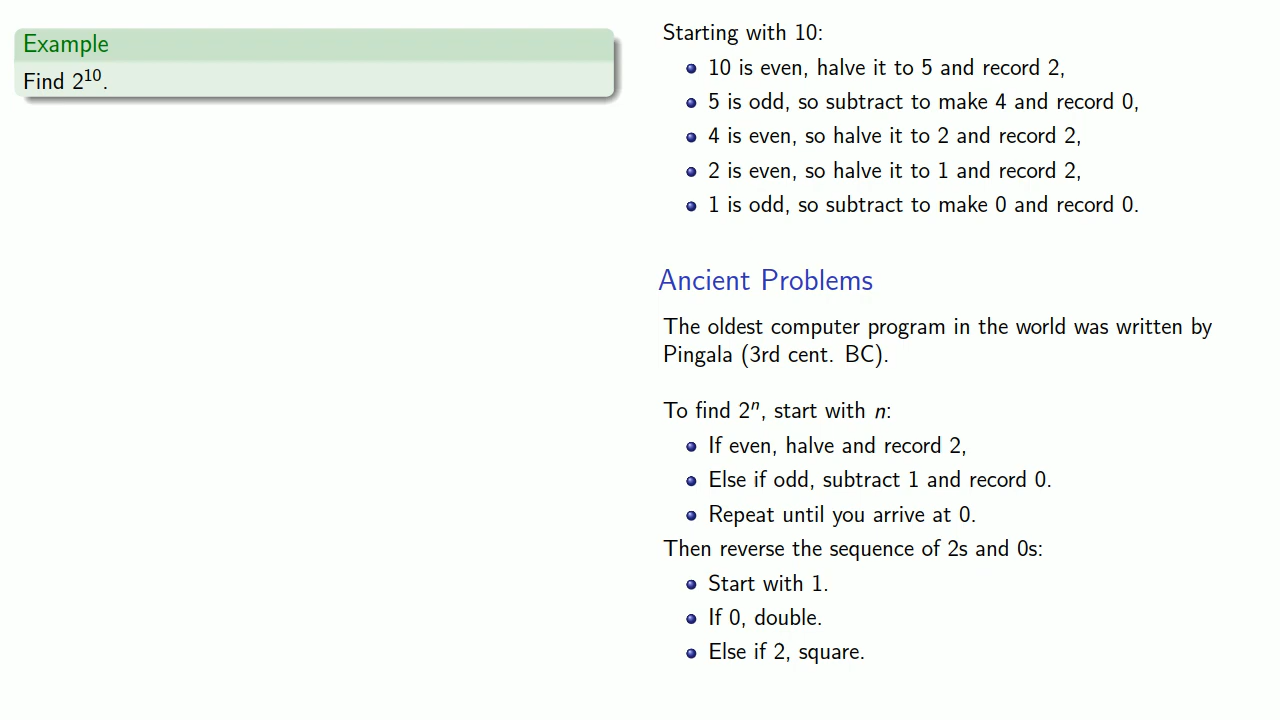 Example
Find 2¹⁰.
Starting with 10:
10 is even, halve it to 5 and record 2,
5 is odd, so subtract to make 4 and record 0,
4 is even, so halve it to 2 and record 2,
2 is even, so halve it to 1 and record 2,
1 is odd, so subtract to make 0 and record 0.
Ancient Problems
The oldest computer program in the world was written by
Pingala (3rd cent. BC).
To find 2ⁿ, start with n:
If even, halve and record 2,
Else if odd, subtract 1 and record 0.
Repeat until you arrive at 0.
Then reverse the sequence of 2s and 0s:
Start with 1.
If 0, double.
Else if 2, square.